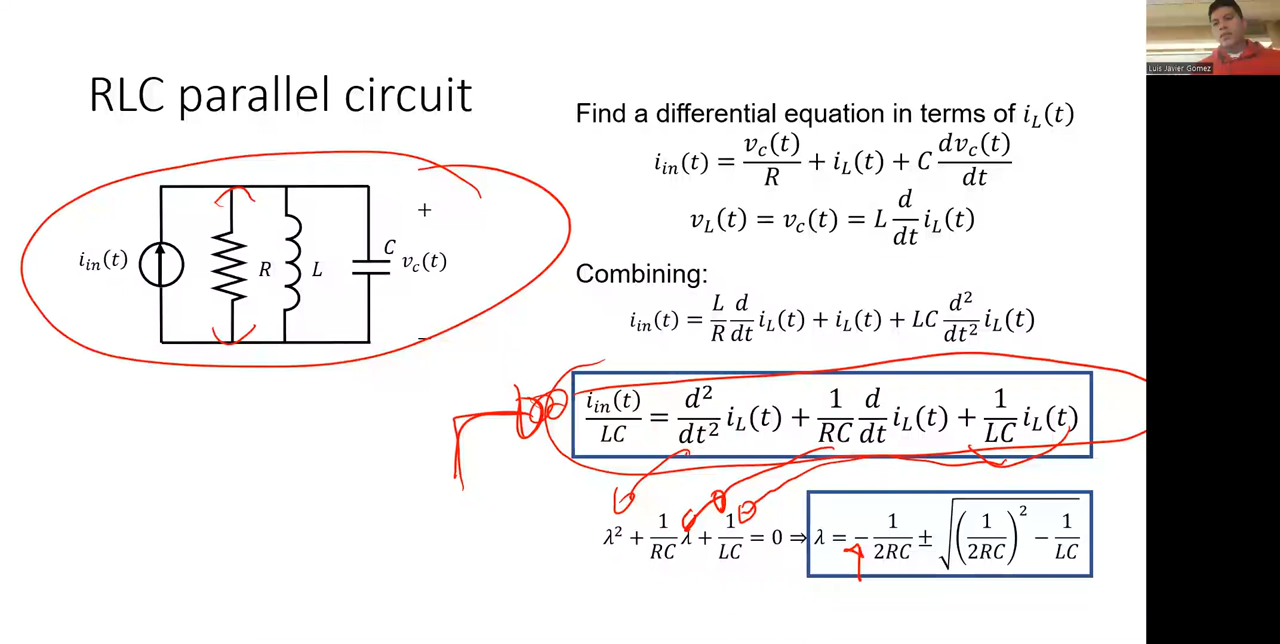 RLC parallel circuit
i_in(t)
R
L
C
+
v_c(t)
−
Find a differential equation in terms of i_L(t)
i_in(t) = v_c(t)/R + i_L(t) + C dv_c(t)/dt
v_L(t) = v_c(t) = L d/dt i_L(t)
Combining:
i_in(t) = L/R d/dt i_L(t) + i_L(t) + LC d²/dt² i_L(t)
i_in(t)/LC = d²/dt² i_L(t) + 1/RC d/dt i_L(t) + 1/LC i_L(t)
λ² + 1/RC λ + 1/LC = 0 ⇒ λ = − 1/2RC ± √((1/2RC)² − 1/LC)
Luis Javier Gomez